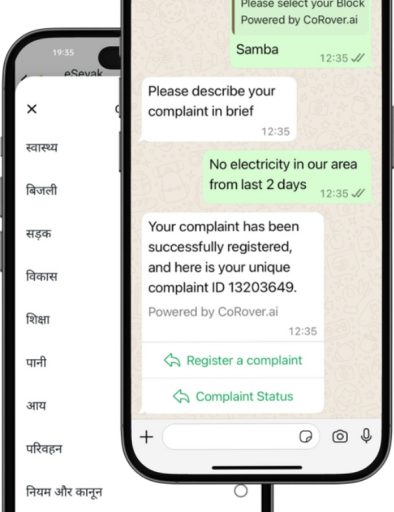 19:35
eSevak
स्वास्थ्य
बिजली
सड़क
विकास
शिक्षा
पानी
आय
परिवहन
नियम और कानून
Please select your Block
Powered by CoRover.ai
Samba
12:35
Please describe your
complaint in brief
12:35
No electricity in our area
from last 2 days
12:35
Your complaint has been
successfully registered,
and here is your unique
complaint ID 13203649.
Powered by CoRover.ai
12:35
Register a complaint
Complaint Status